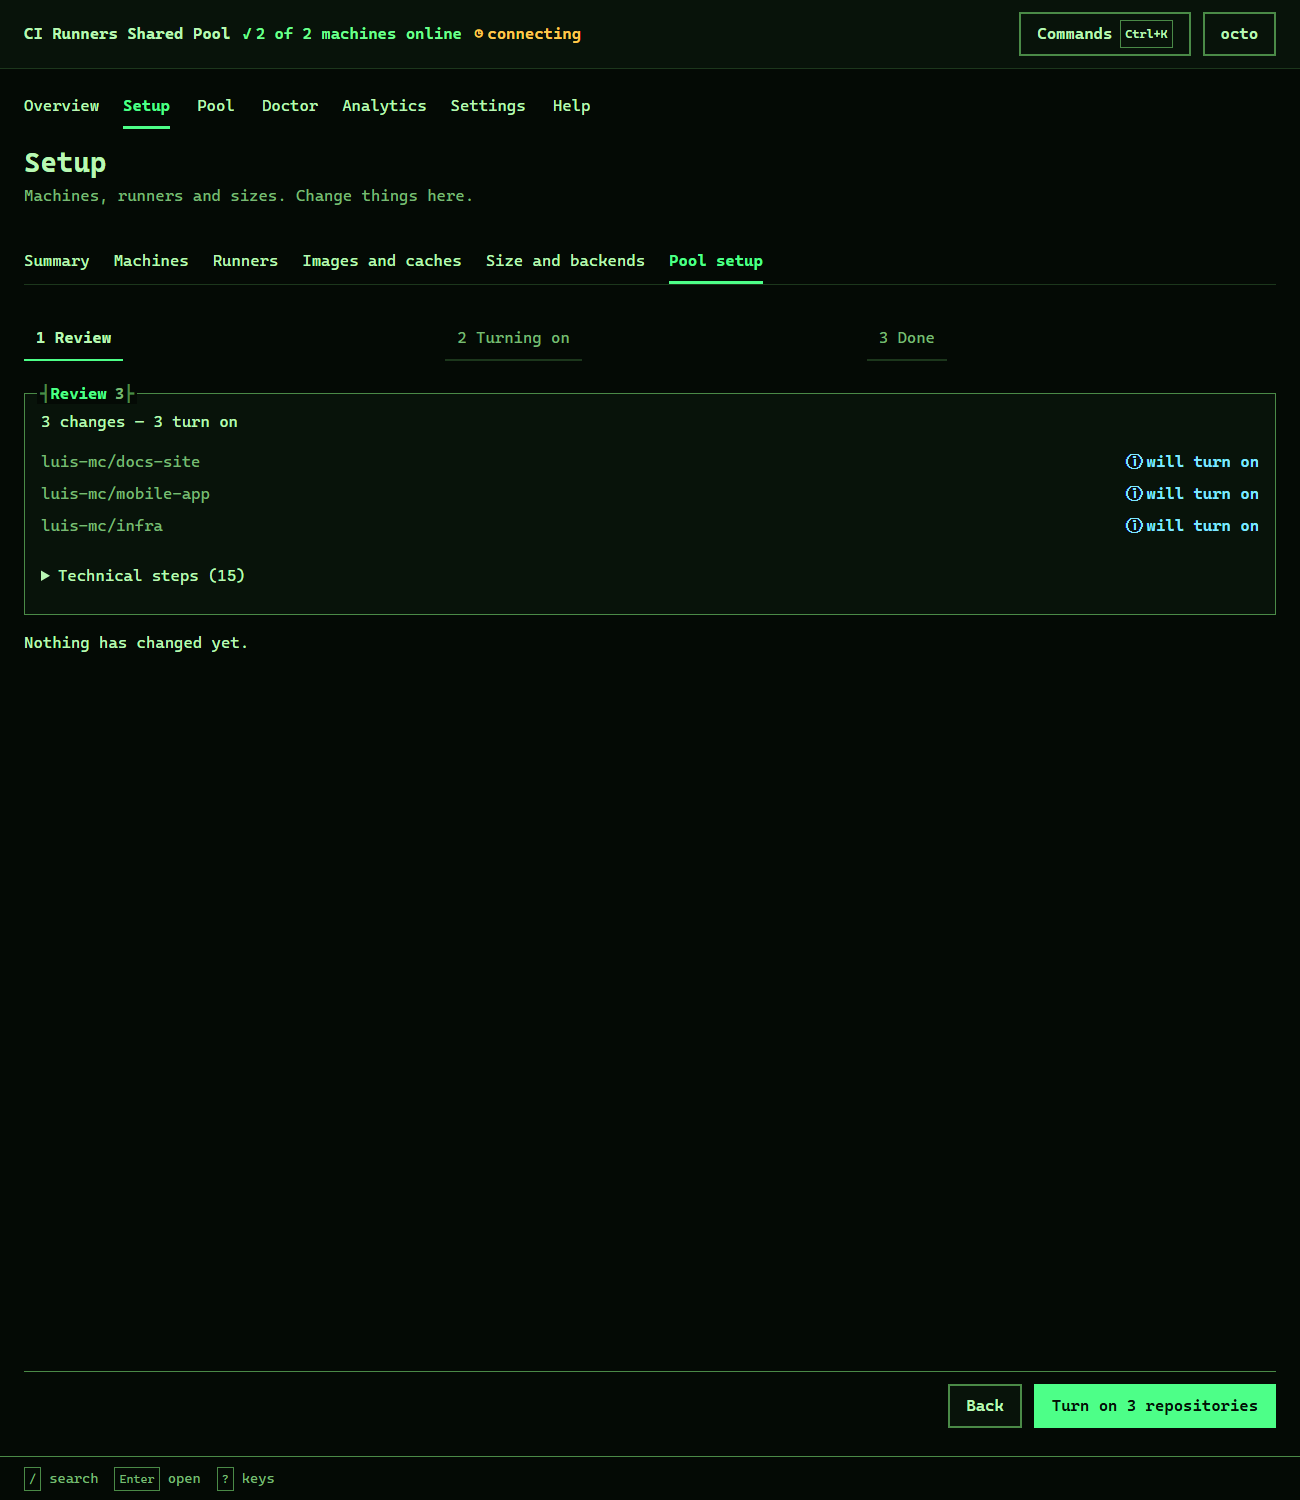 CI Runners Shared Pool ✓ 2 of 2 machines online connecting Commands Ctrl+K octo
Overview Setup Pool Doctor Analytics Settings Help
Setup
Machines, runners and sizes. Change things here.
Summary Machines Runners Images and caches Size and backends Pool setup
1 Review 2 Turning on 3 Done
Review 3
3 changes — 3 turn on
luis-mc/docs-site ⓘ will turn on
luis-mc/mobile-app ⓘ will turn on
luis-mc/infra ⓘ will turn on
▶ Technical steps (15)
Nothing has changed yet.
Back Turn on 3 repositories
/ search Enter open ? keys